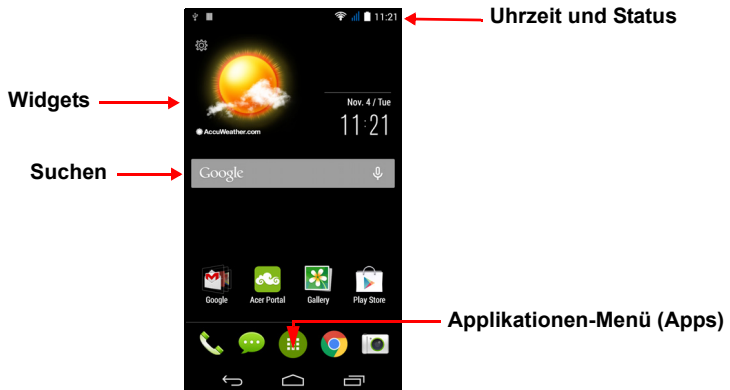 11:21
Uhrzeit und Status
Widgets
Nov. 4 / Tue
11:21
AccuWeather.com
Suchen
Google
Google
Acer Portal
Gallery
Play Store
Applikationen-Menü (Apps)